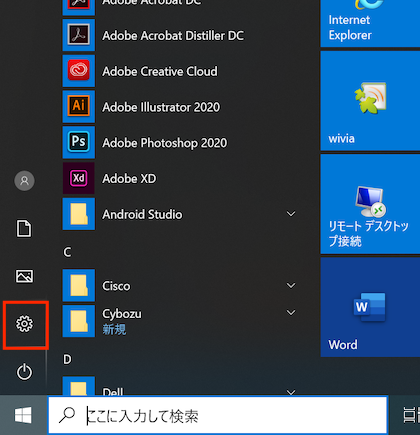 Adobe Acrobat DC
Adobe Acrobat Distiller DC
Adobe Creative Cloud
Ai
Adobe Illustrator 2020
Ps
Adobe Photoshop 2020
Xd
Adobe XD
Android Studio
C
Cisco
Cybozu
新規
D
Dell
Internet
Explorer
wivia
リモート デスクトッ
プ接続
W
Word
ここに入力して検索